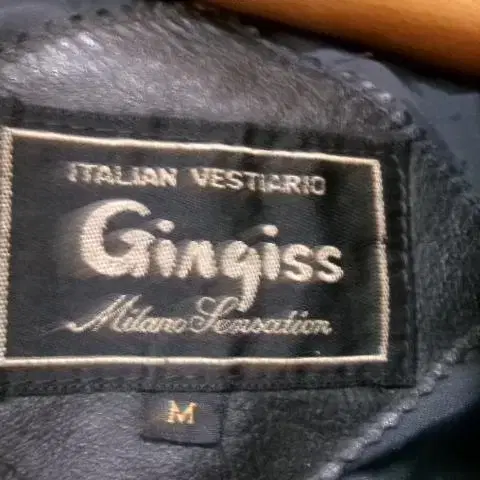 ITALIAN VESTIARIO
Gingiss
Milano Sensation
M